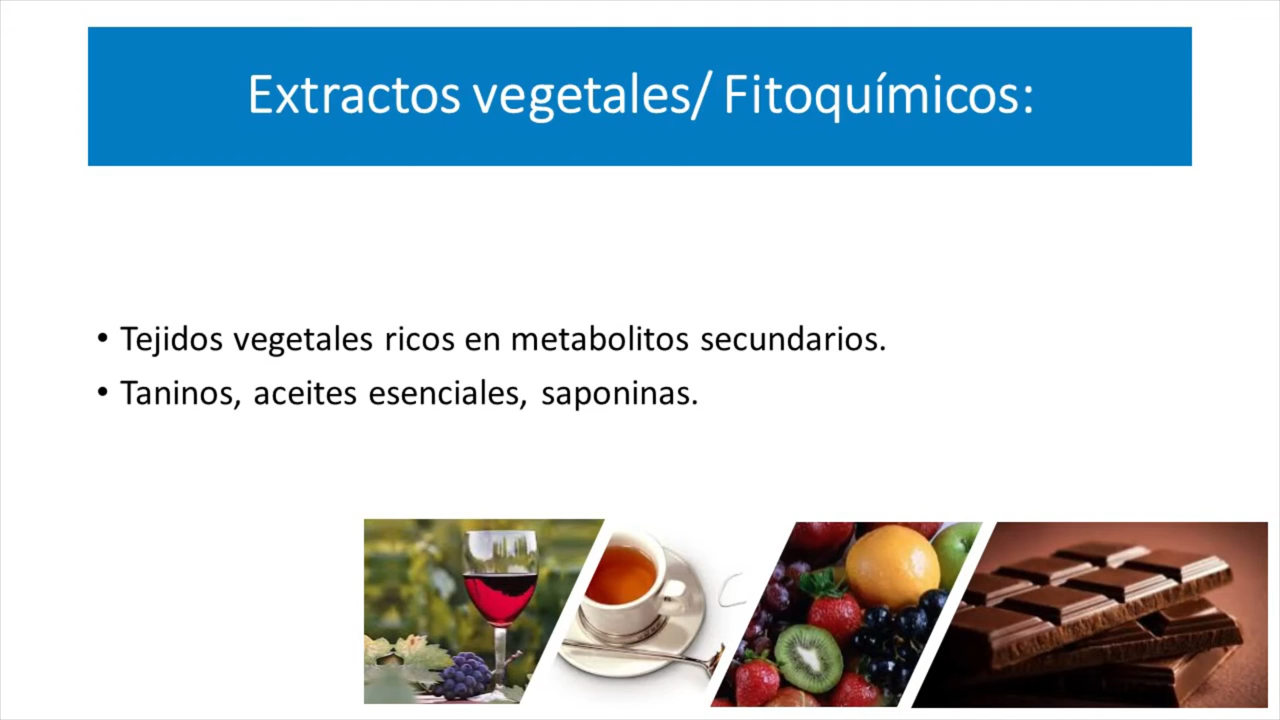 Extractos vegetales/ Fitoquímicos:
• Tejidos vegetales ricos en metabolitos secundarios.
• Taninos, aceites esenciales, saponinas.